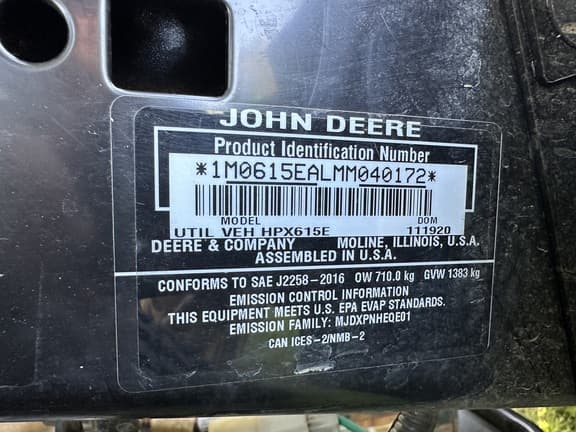 JOHN DEERE
Product Identification Number
*1M0615EALMM040172*
MODEL DOM
UTIL VEH HPX615E 111920
DEERE & COMPANY MOLINE, ILLINOIS, U.S.A.
ASSEMBLED IN U.S.A.
CONFORMS TO SAE J2258-2016 OW 710.0 kg GVW 1383 kg
EMISSION CONTROL INFORMATION
THIS EQUIPMENT MEETS U.S. EPA EVAP STANDARDS.
EMISSION FAMILY: MJDXPNHEQE01
CAN ICES-2/NMB-2